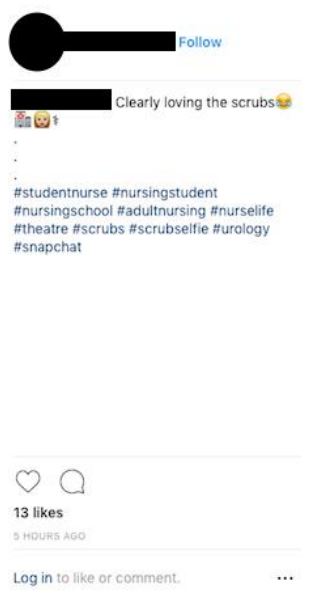 Follow
Clearly loving the scrubs😂
🏥👩🏼⚕
.
.
.
#studentnurse #nursingstudent
#nursingschool #adultnursing #nurselife
#theatre #scrubs #scrubselfie #urology
#snapchat
13 likes
5 HOURS AGO
Log in to like or comment.